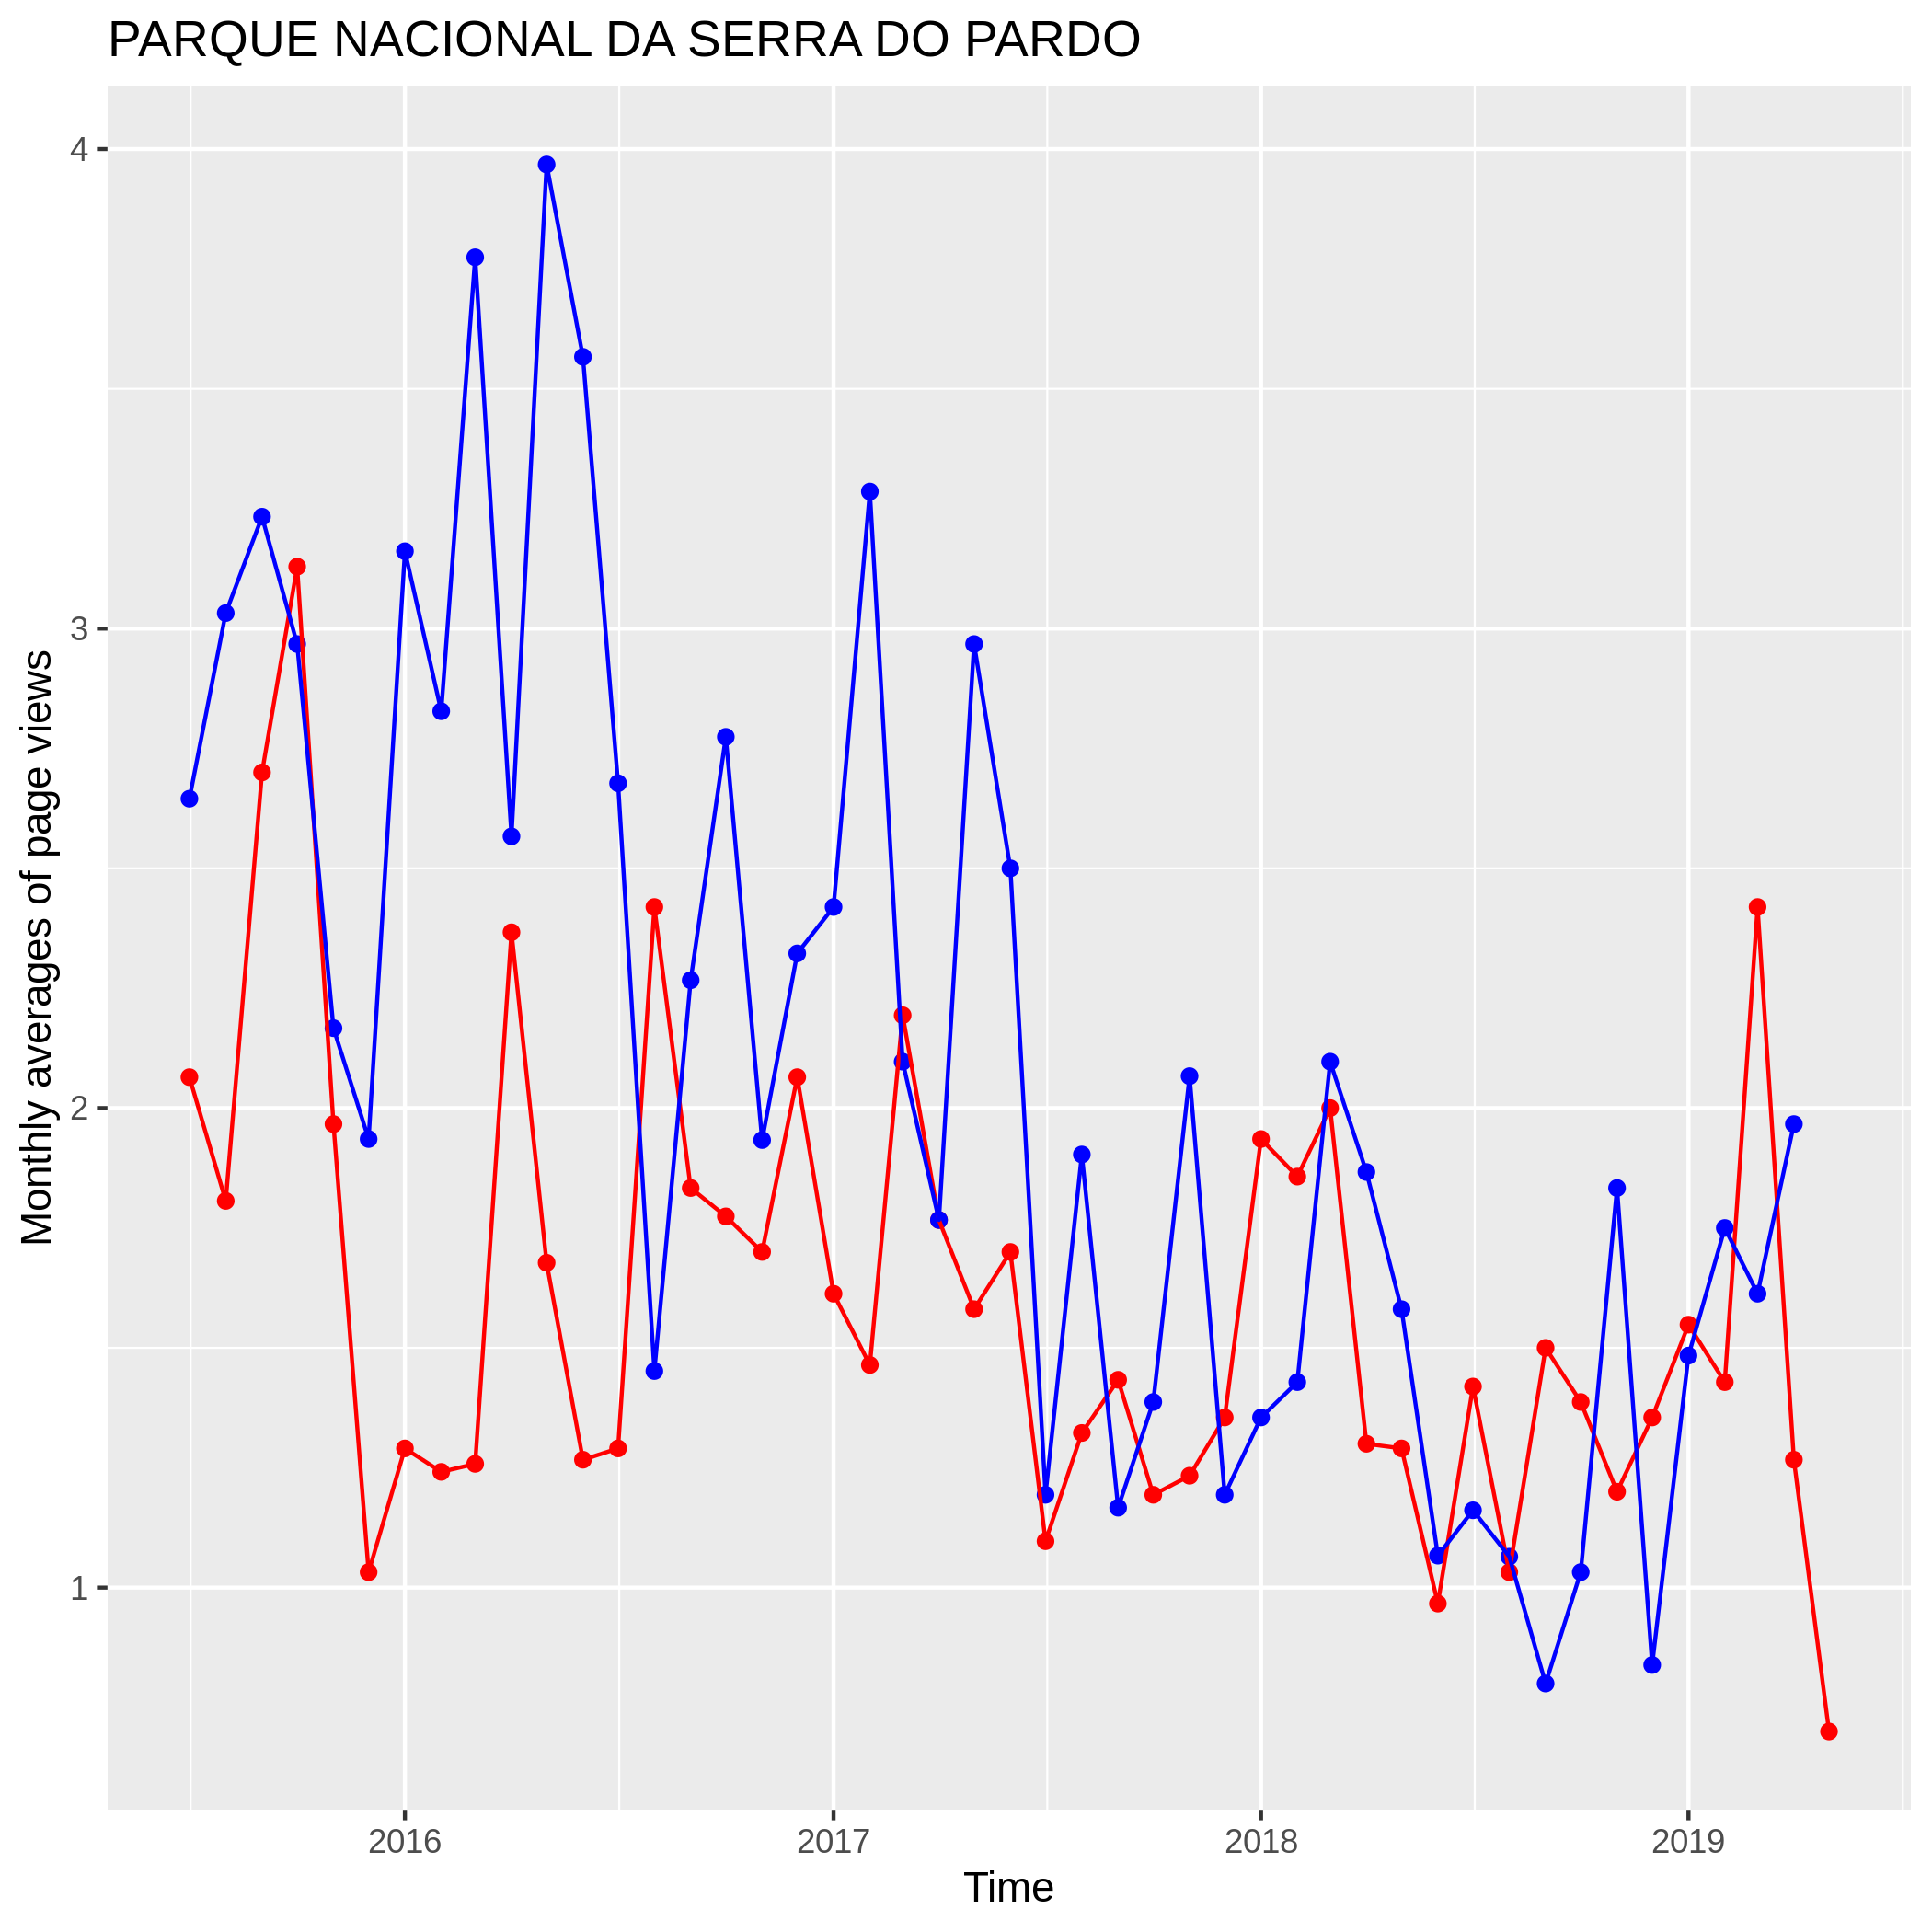 PARQUE NACIONAL DA SERRA DO PARDO
Monthly averages of page views
4
3
2
1
2016
2017
2018
2019
Time